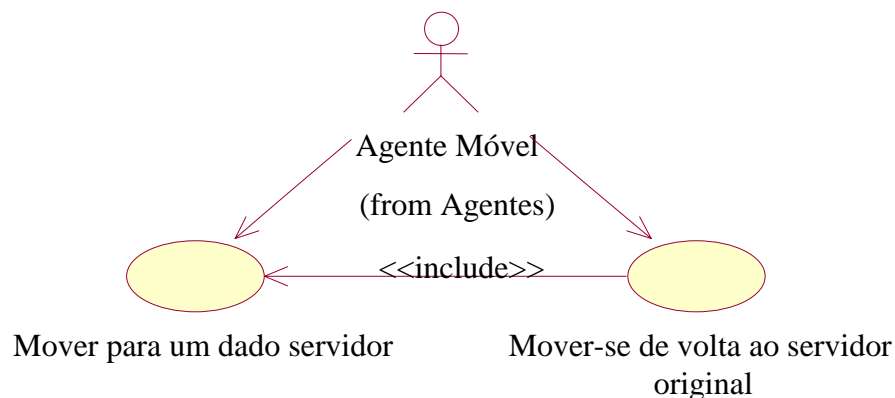 Agente Móvel
(from Agentes)
<<include>>
Mover para um dado servidor
Mover-se de volta ao servidor
original